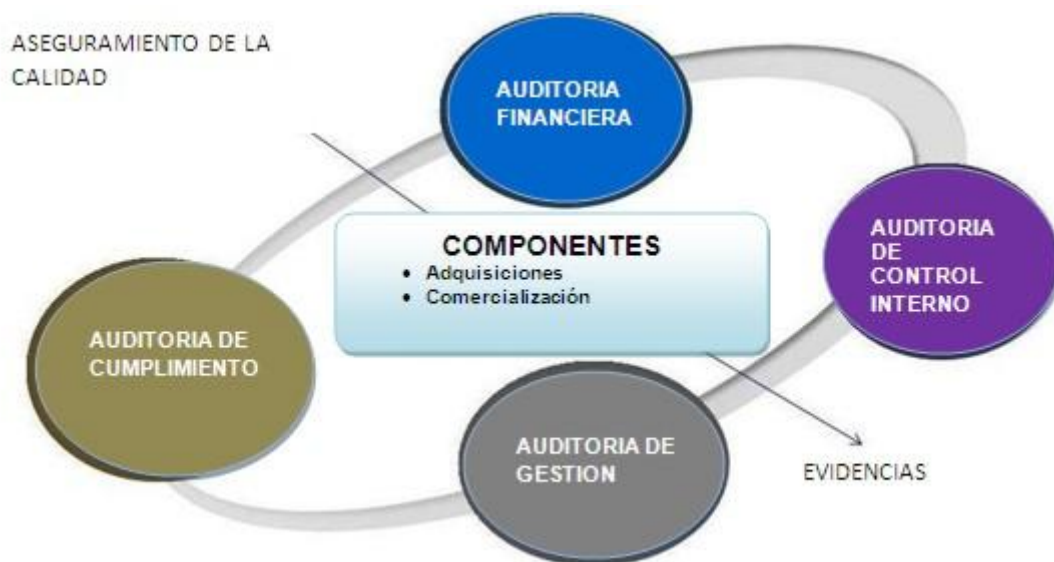 ASEGURAMIENTO DE LA
CALIDAD
AUDITORIA
FINANCIERA
AUDITORIA
DE
CONTROL
INTERNO
COMPONENTES
• Adquisiciones
• Comercialización
AUDITORIA DE
CUMPLIMIENTO
AUDITORIA DE
GESTION
EVIDENCIAS